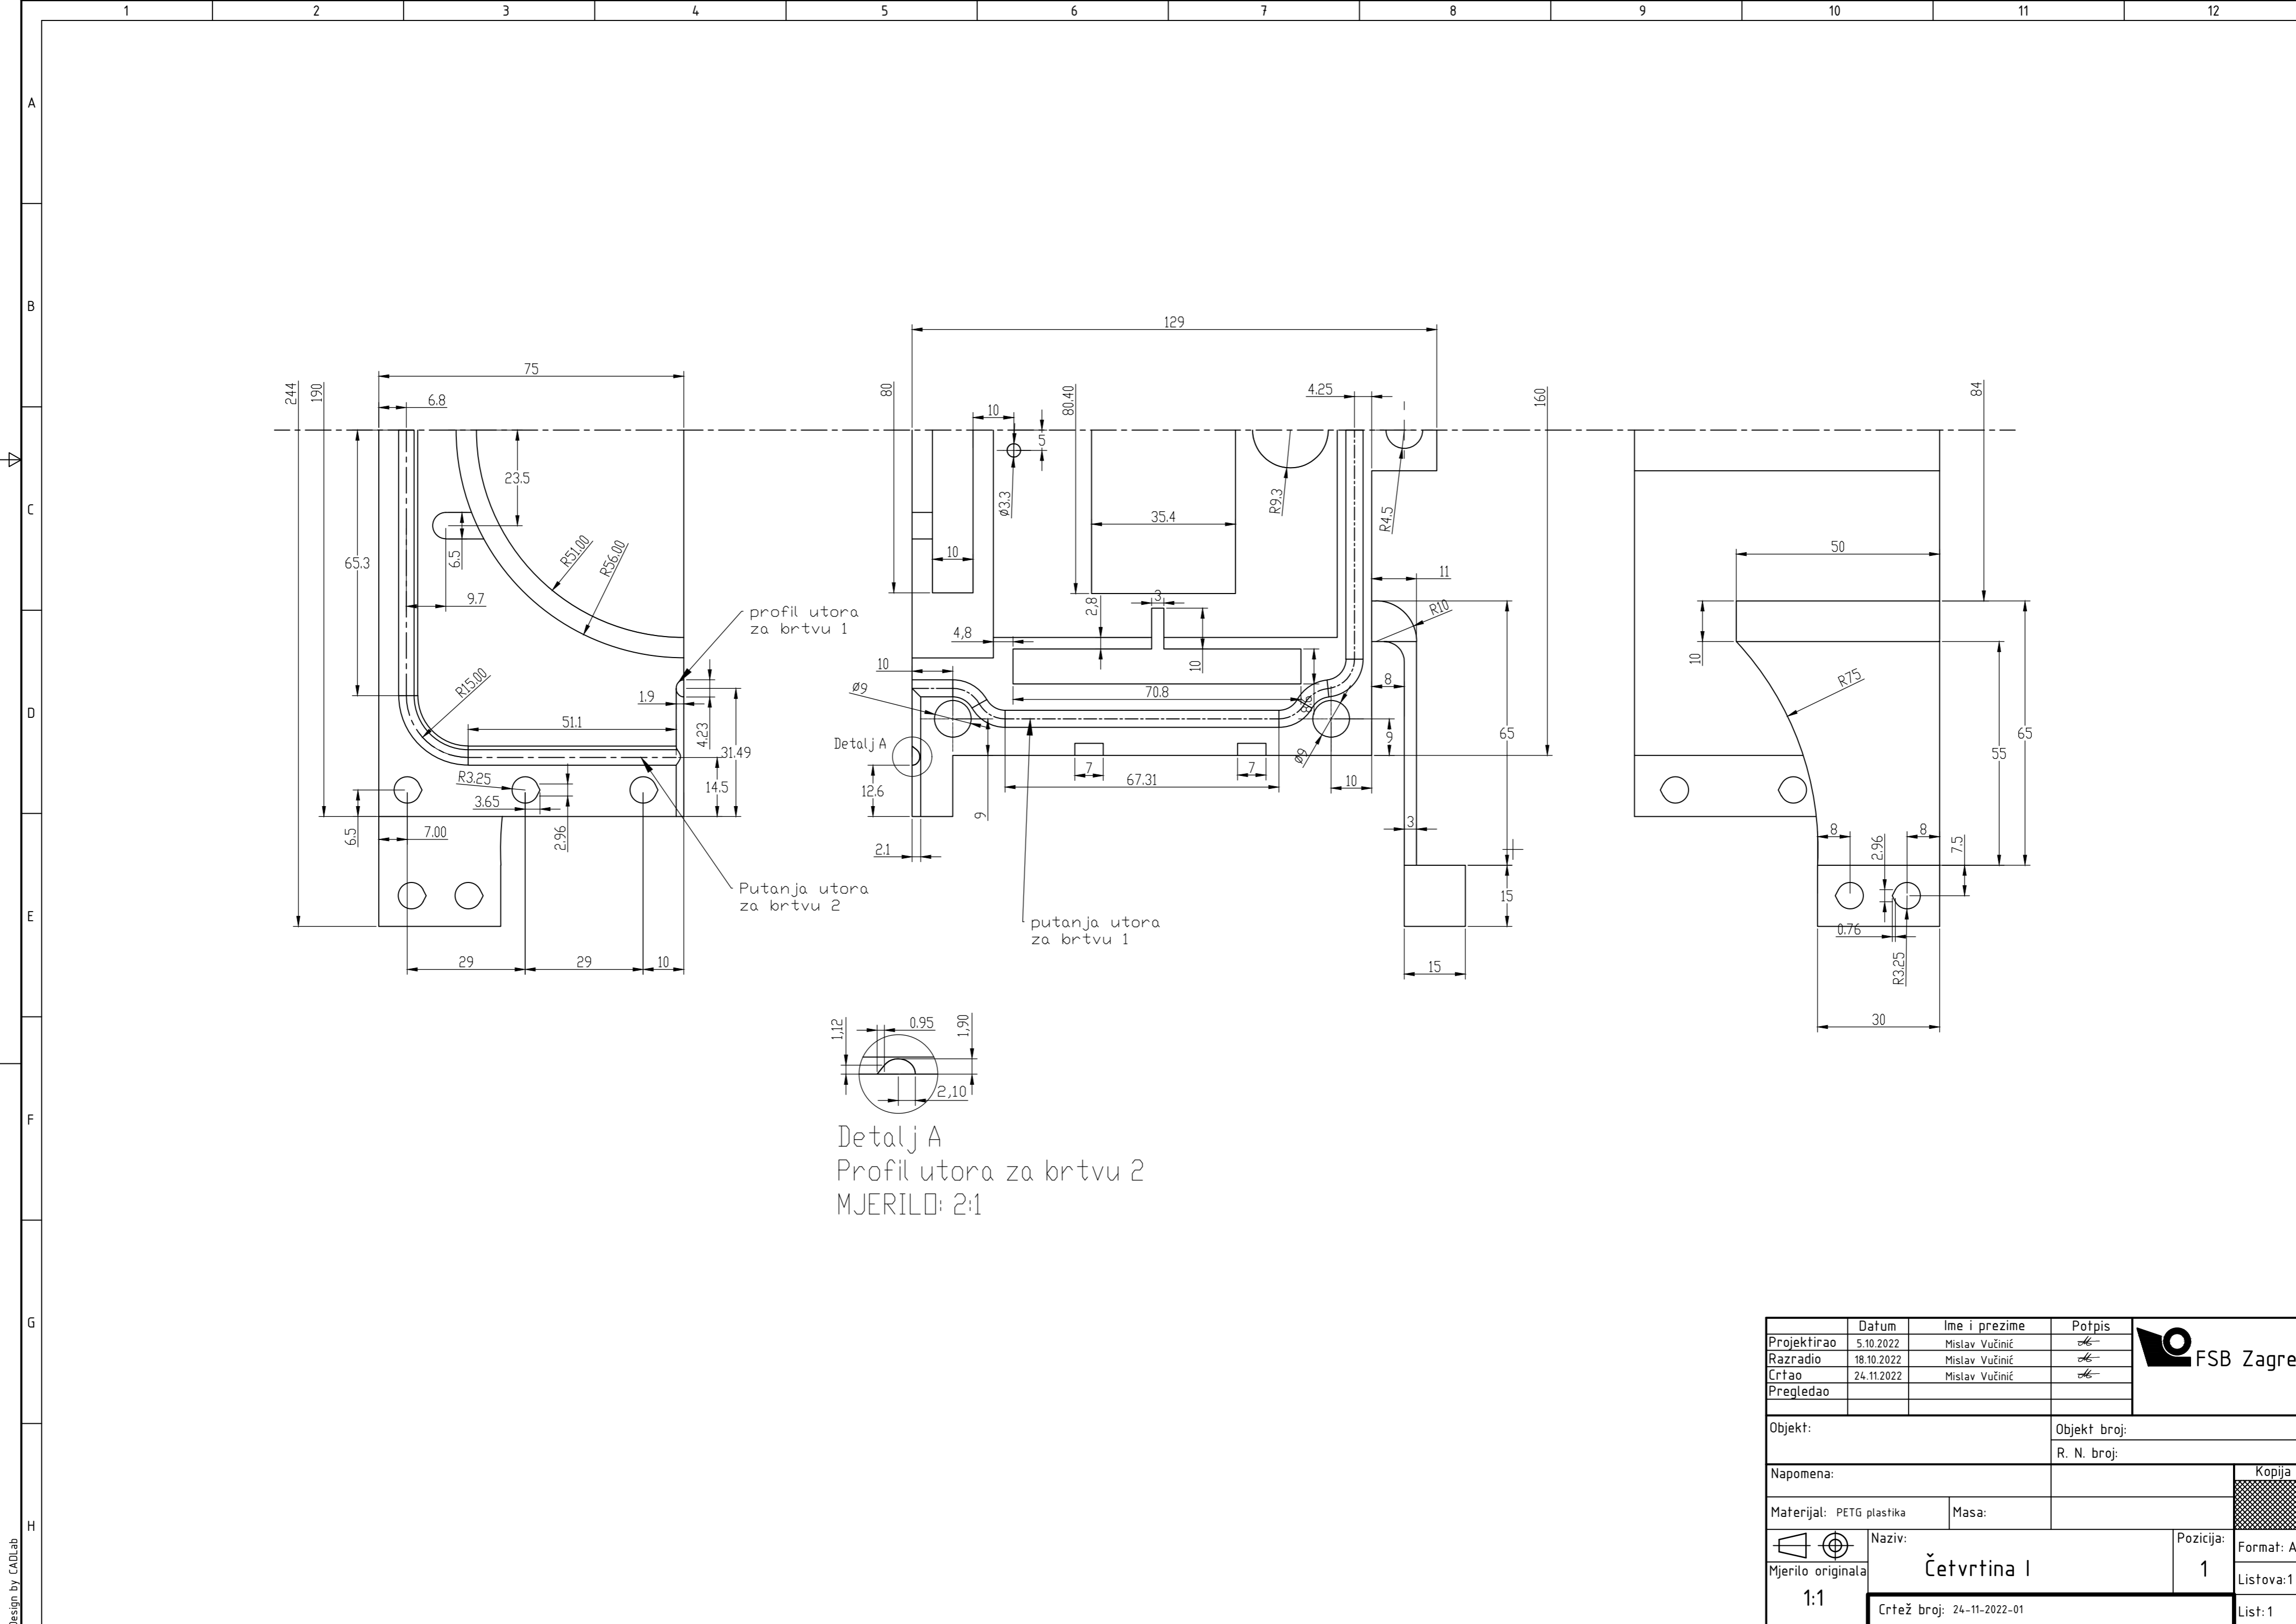 1 2 3 4 5 6 7 8 9 10 11 12
A
B
C
D
E
F
G
H
Design by CADLab
129
75
244
190
6.8
80
10
80.40
4.25
160
84
5
23.5
Ø3.3
R9.3
R4.5
35.4
50
65.3
6.5
R51.00
R56.00
10
11
9.7
2,8
3
R10
profil utora
za brtvu 1
4,8
10
10
10
R75
R15.00
1.9
Ø9
70.8
8.6
8
51.1
4.23
31.49
Detalj A
9
65
55
65
R3.25
3.65
14.5
12.6
7
67.31
7
Ø9
10
6.5
7.00
2.96
9
2.1
3
8
2.96
8
7.5
Putanja utora
za brtvu 2
15
putanja utora
za brtvu 1
0.76
R3.25
29
29
10
15
30
1,12
0.95
1,90
2,10
Detalj A
Profil utora za brtvu 2
MJERILO: 2:1
Datum Ime i prezime Potpis
Projektirao 5.10.2022 Mislav Vučinić
Razradio 18.10.2022 Mislav Vučinić
Crtao 24.11.2022 Mislav Vučinić
Pregledao
FSB Zagre
Objekt:
Objekt broj:
R. N. broj:
Napomena:
Kopija
Materijal: PETG plastika
Masa:
Naziv:
Četvrtina I
Pozicija:
1
Format: A
Mjerilo originala
1:1
Listova:1
Crtež broj: 24-11-2022-01
List: 1